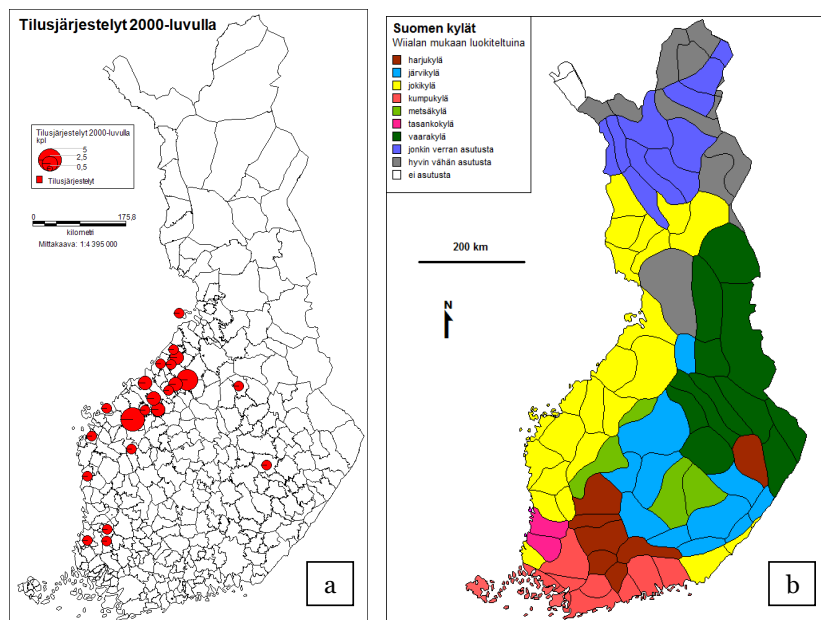 Tilusjärjestelyt 2000-luvulla
Tilusjärjestelyt 2000-luvulla
kpl
5
2,5
0,5
Tilusjärjestelyt
0
175,8
kilometri
Mittakaava: 1:4 395 000
a
Suomen kylät
Wiialan mukaan luokiteltuina
harjukylä
järvikylä
jokikylä
kumpukylä
metsäkylä
tasankokylä
vaarakylä
jonkin verran asutusta
hyvin vähän asutusta
ei asutusta
200 km
N
b